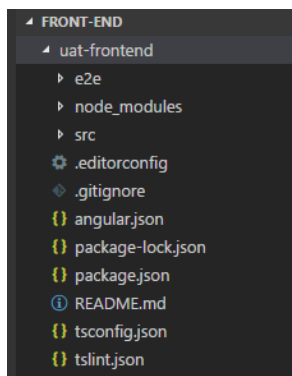 FRONT-END
uat-frontend
e2e
node_modules
src
.editorconfig
.gitignore
angular.json
package-lock.json
package.json
README.md
tsconfig.json
tslint.json